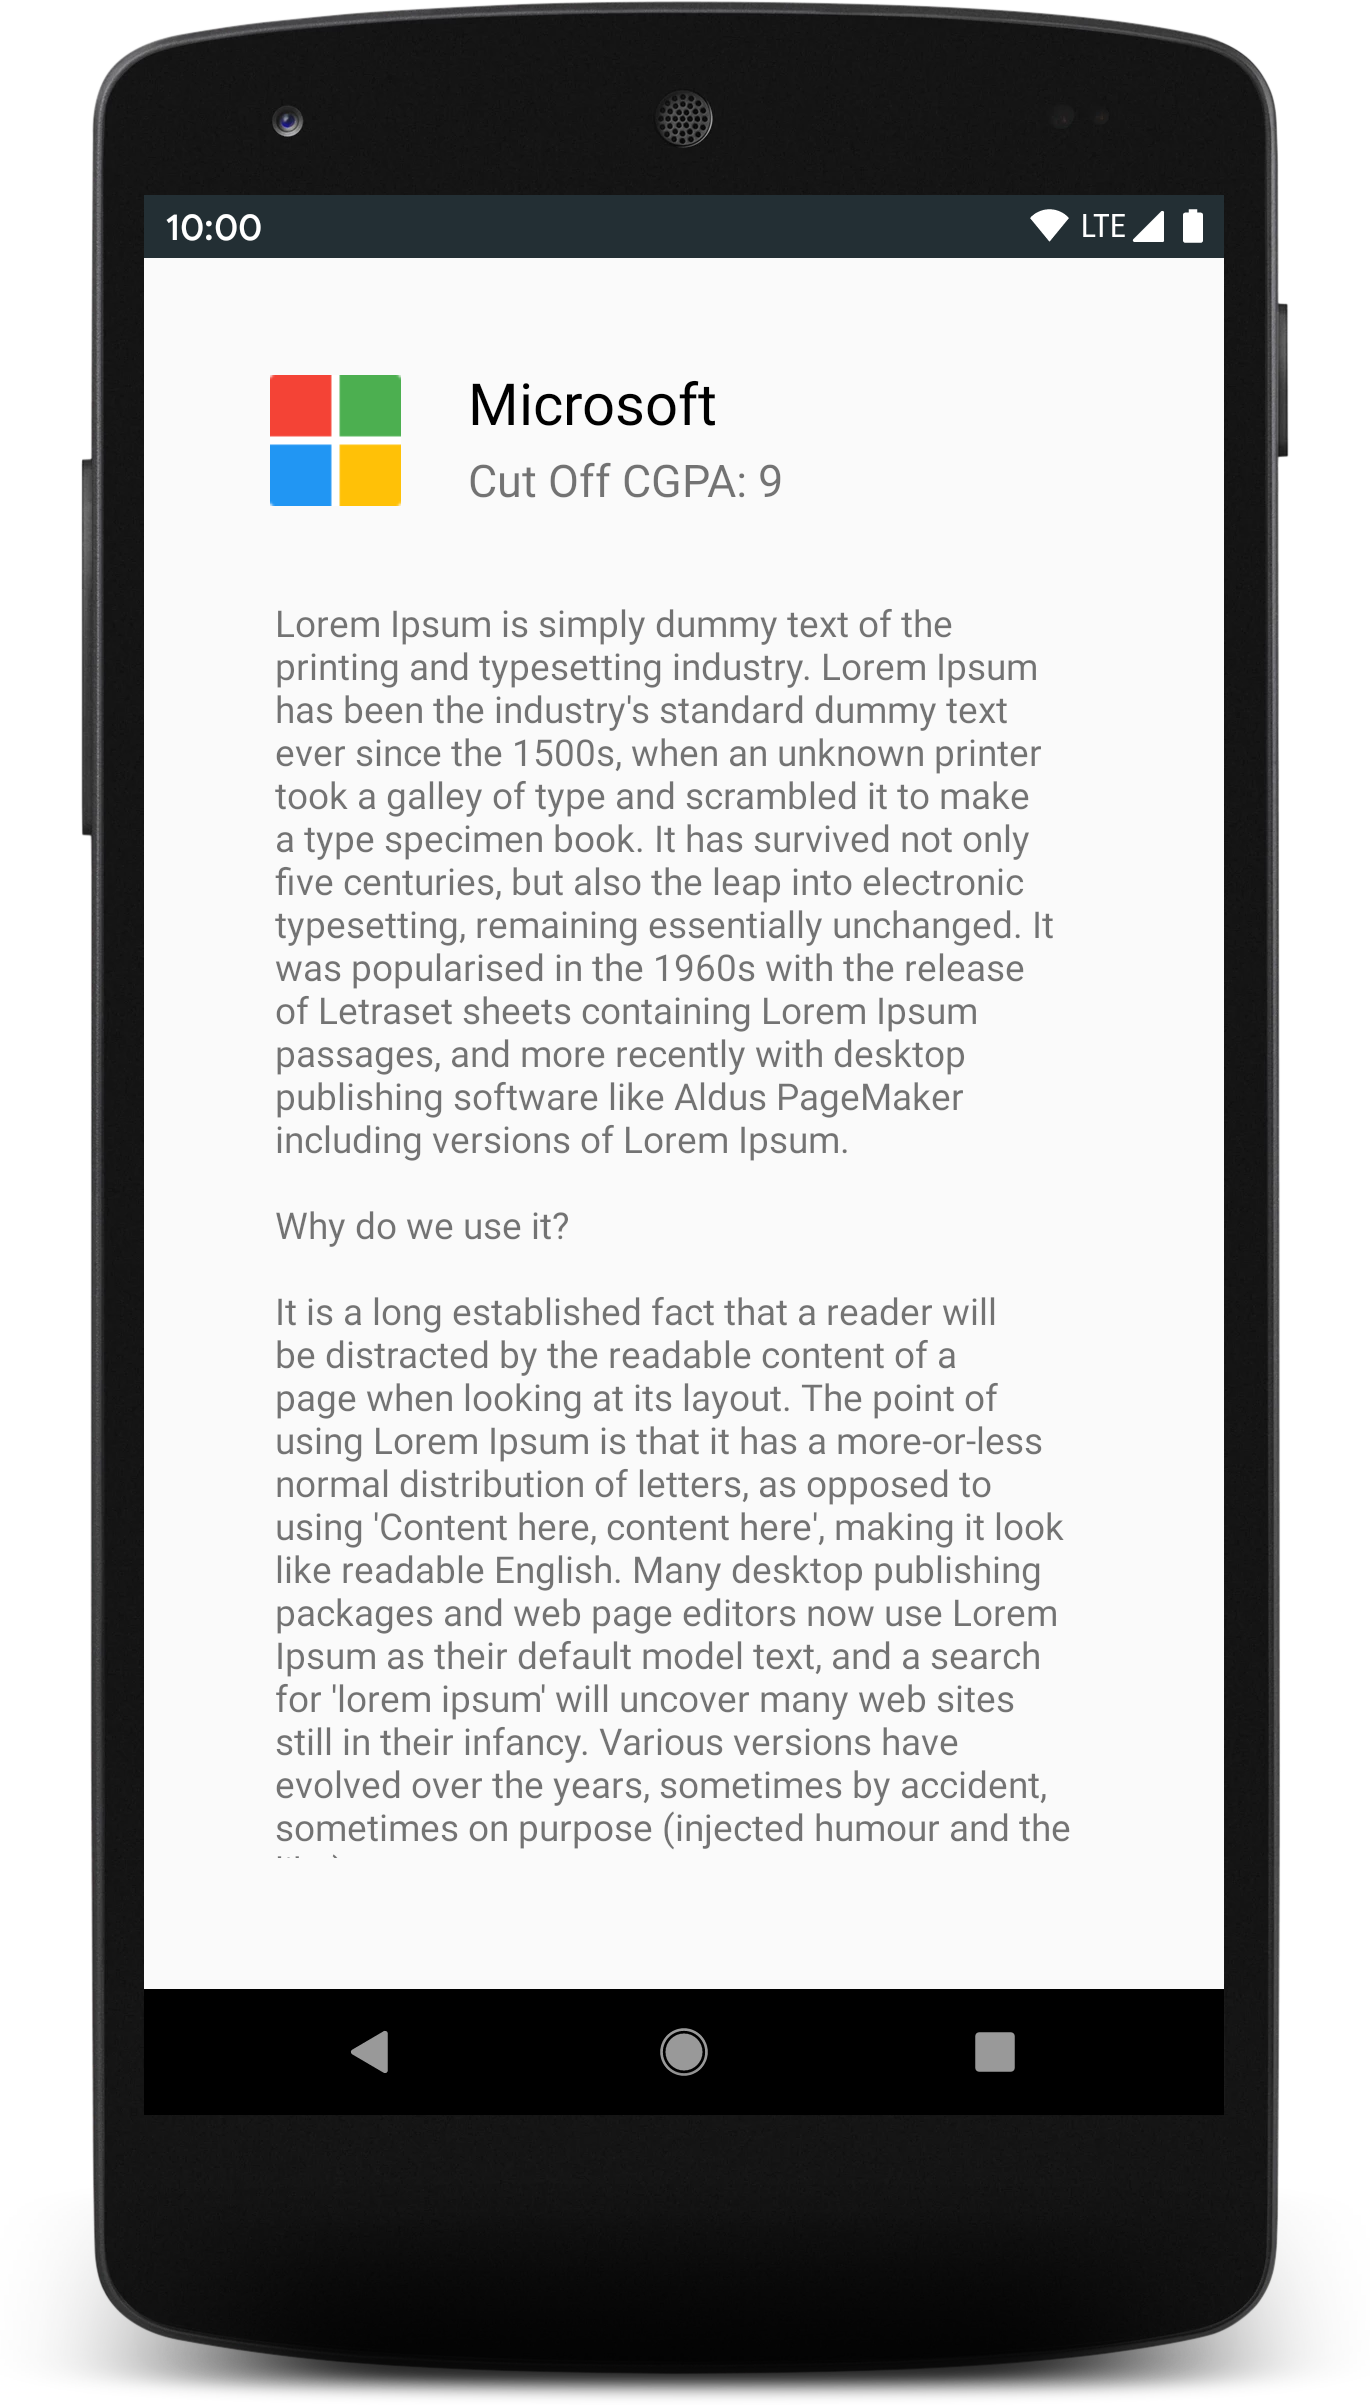 10:00 LTE
Microsoft
Cut Off CGPA: 9
Lorem Ipsum is simply dummy text of the
printing and typesetting industry. Lorem Ipsum
has been the industry's standard dummy text
ever since the 1500s, when an unknown printer
took a galley of type and scrambled it to make
a type specimen book. It has survived not only
five centuries, but also the leap into electronic
typesetting, remaining essentially unchanged. It
was popularised in the 1960s with the release
of Letraset sheets containing Lorem Ipsum
passages, and more recently with desktop
publishing software like Aldus PageMaker
including versions of Lorem Ipsum.
Why do we use it?
It is a long established fact that a reader will
be distracted by the readable content of a
page when looking at its layout. The point of
using Lorem Ipsum is that it has a more-or-less
normal distribution of letters, as opposed to
using 'Content here, content here', making it look
like readable English. Many desktop publishing
packages and web page editors now use Lorem
Ipsum as their default model text, and a search
for 'lorem ipsum' will uncover many web sites
still in their infancy. Various versions have
evolved over the years, sometimes by accident,
sometimes on purpose (injected humour and the